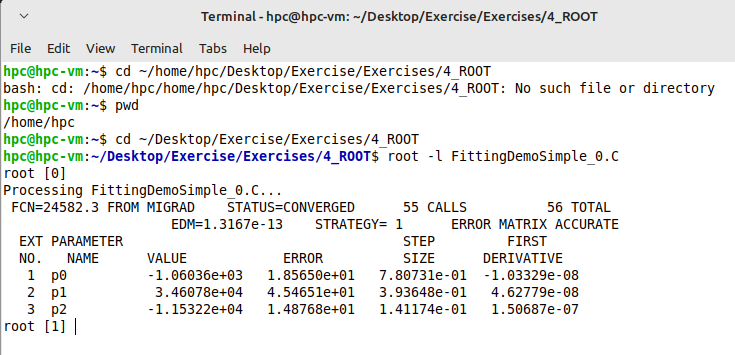 Terminal - hpc@hpc-vm: ~/Desktop/Exercise/Exercises/4_ROOT
File Edit View Terminal Tabs Help
hpc@hpc-vm:~$ cd ~/home/hpc/Desktop/Exercise/Exercises/4_ROOT
bash: cd: /home/hpc/home/hpc/Desktop/Exercise/Exercises/4_ROOT: No such file or directory
hpc@hpc-vm:~$ pwd
/home/hpc
hpc@hpc-vm:~$ cd ~/Desktop/Exercise/Exercises/4_ROOT
hpc@hpc-vm:~/Desktop/Exercise/Exercises/4_ROOT$ root -l FittingDemoSimple_0.C
root [0]
Processing FittingDemoSimple_0.C...
FCN=24582.3 FROM MIGRAD    STATUS=CONVERGED      55 CALLS          56 TOTAL
EDM=1.3167e-13    STRATEGY= 1      ERROR MATRIX ACCURATE
EXT PARAMETER                                   STEP         FIRST
NO.   NAME      VALUE            ERROR          SIZE      DERIVATIVE
1  p0          -1.06036e+03   1.85650e+01   7.80731e-01  -1.03329e-08
2  p1           3.46078e+04   4.54651e+01   3.93648e-01   4.62779e-08
3  p2          -1.15322e+04   1.48768e+01   1.41174e-01   1.50687e-07
root [1]